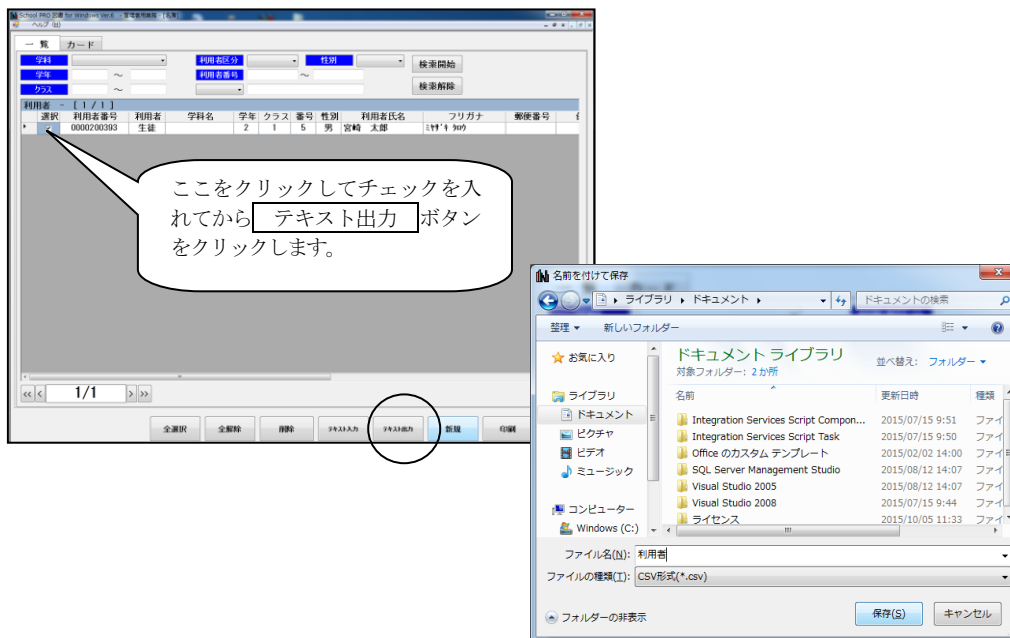 School PRO 図書 for Windows Ver.6 - 管理者用業務 - [名簿]
ヘルプ (H)
一 覧 カード
学科 利用者区分 性別 検索開始
学年 ～ 利用者番号 ～
クラス ～ 検索解除
利用者 - [ 1 / 1 ]
選択 利用者番号 利用者 学科名 学年 クラス 番号 性別 利用者氏名 フリガナ 郵便番号
0000200393 生徒 2 1 5 男 宮崎 太郎 ﾐﾔｻﾞｷ ﾀﾛｳ
ここをクリックしてチェックを入
れてから テキスト出力 ボタン
をクリックします。
<< < 1/1 > >>
全選択 全解除 削除 テキスト入力 テキスト出力 新規 印刷
名前を付けて保存
ライブラリ ▸ ドキュメント ▸ ドキュメントの検索
整理 ▼ 新しいフォルダー
お気に入り
ライブラリ
ドキュメント
ピクチャ
ビデオ
ミュージック
コンピューター
Windows (C:)
ドキュメント ライブラリ
対象フォルダー: 2 か所
並べ替え: フォルダー ▼
名前 更新日時 種類
Integration Services Script Compon... 2015/07/15 9:51 ファイ
Integration Services Script Task 2015/07/15 9:50 ファイ
Office のカスタム テンプレート 2015/02/02 14:00 ファイ
SQL Server Management Studio 2015/08/12 14:07 ファイ
Visual Studio 2005 2015/08/12 14:07 ファイ
Visual Studio 2008 2015/07/15 9:44 ファイ
ライセンス 2015/10/05 11:33 ファイ
ファイル名(N): 利用者
ファイルの種類(T): CSV形式(*.csv)
フォルダーの非表示 保存(S) キャンセル